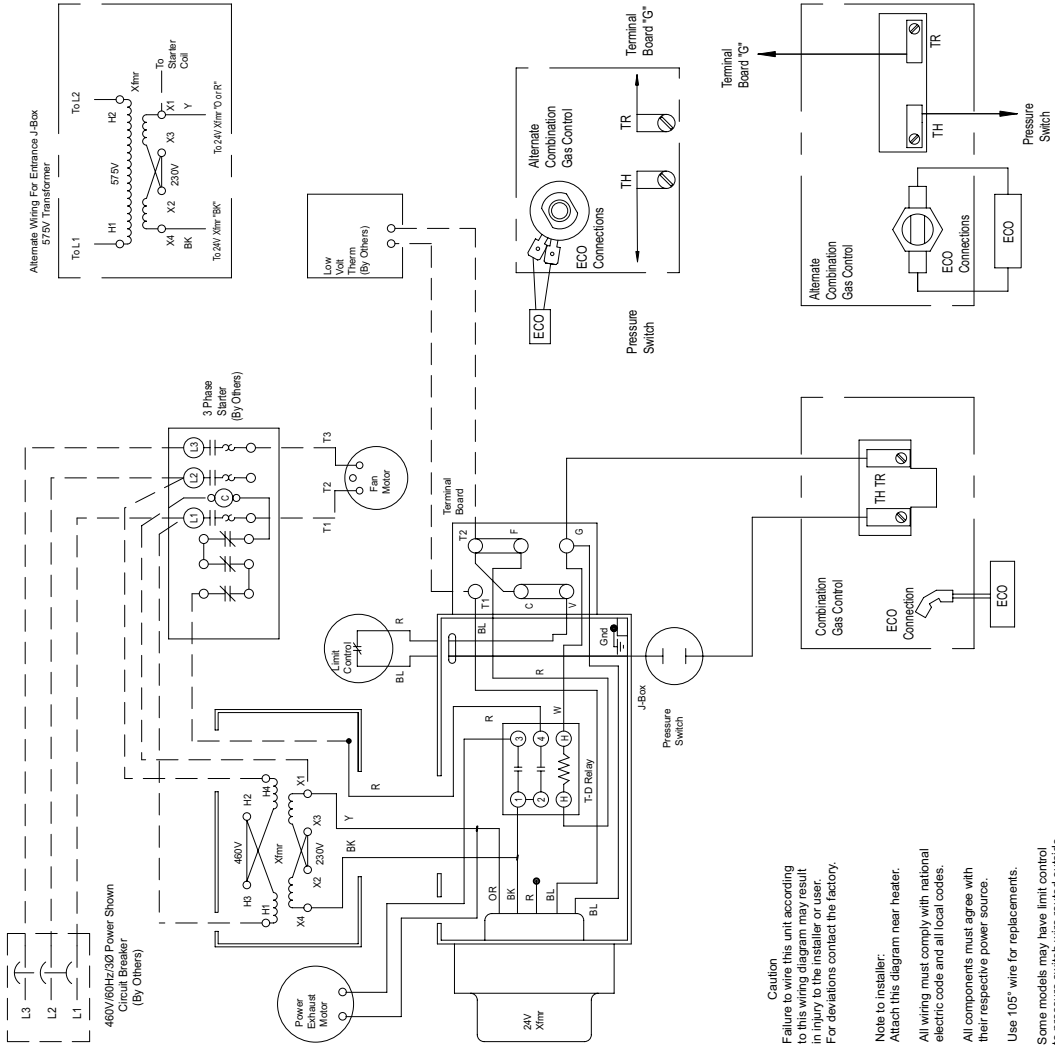 Alternate Wiring For Entrance J-Box
575V Transformer
To L1
To L2
H1
575V
H2
Xfmr
X4
X2
X3
X1
230V
BK
Y
To
Starter
Coil
To 24V Xfmr "BK"
To 24V Xfmr "O or R"
L3
L2
L1
460V/60Hz/3Ø Power Shown
Circuit Breaker
(By Others)
L1
C
L2
L3
3 Phase
Starter
(By Others)
T1
T2
T3
Fan
Motor
Low
Volt
Therm
(By Others)
H3
460V
H2
H1
H4
Xfmr
X4
X2
X3
X1
230V
BK
Y
R
Power
Exhaust
Motor
Limit
Control
BL
R
Terminal
Board
T1
T2
C
F
V
G
BL
R
R
W
Gnd
J-Box
1
3
2
4
H
H
T-D Relay
24V
Xfmr
OR
BK
R
BL
BL
Pressure
Switch
Alternate
Combination
Gas Control
ECO
ECO
Connections
TH
TR
Pressure
Switch
Terminal
Board "G"
Terminal
Board "G"
Alternate
Combination
Gas Control
TH
TR
ECO
Connections
ECO
Pressure
Switch
Combination
Gas Control
TH TR
ECO
Connection
ECO
Caution
Failure to wire this unit according
to this wiring diagram may result
in injury to the installer or user.
For deviations contact the factory.
Note to installer:
Attach this diagram near heater.
All wiring must comply with national
electric code and all local codes.
All components must agree with
their respective power source.
Use 105° wire for replacements.
Some models may have limit control